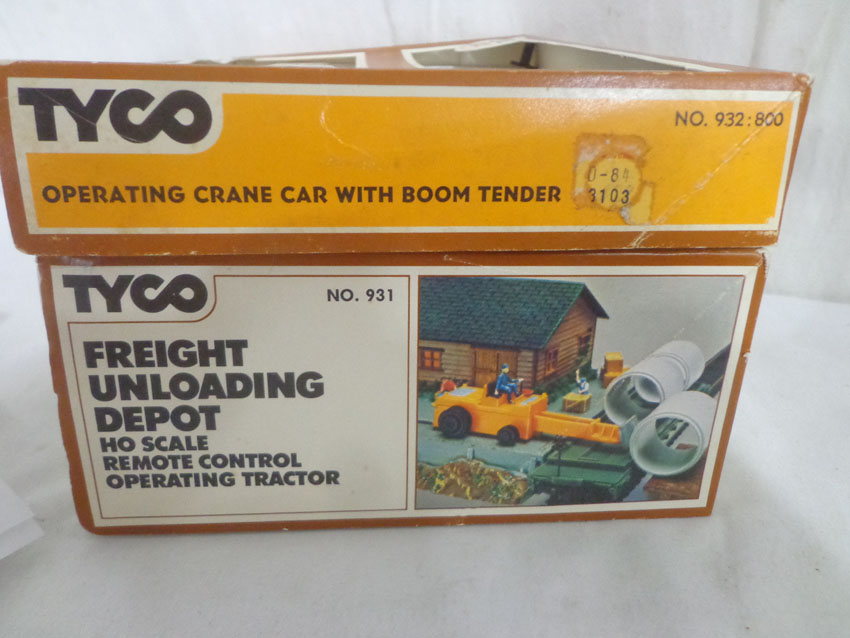 TYCO
NO. 932:800
OPERATING CRANE CAR WITH BOOM TENDER
3103
TYCO
NO. 931
FREIGHT
UNLOADING
DEPOT
HO SCALE
REMOTE CONTROL
OPERATING TRACTOR